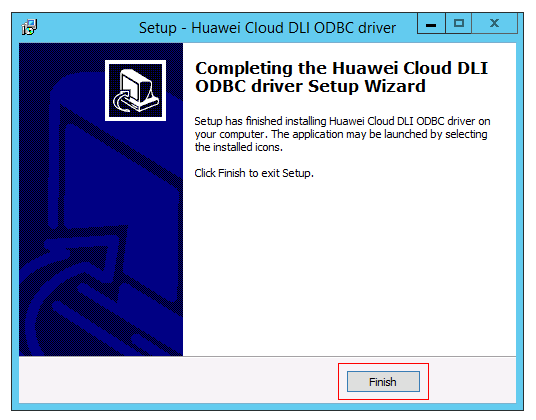 Setup - Huawei Cloud DLI ODBC driver
Completing the Huawei Cloud DLI
ODBC driver Setup Wizard
Setup has finished installing Huawei Cloud DLI ODBC driver on
your computer. The application may be launched by selecting
the installed icons.
Click Finish to exit Setup.
Finish